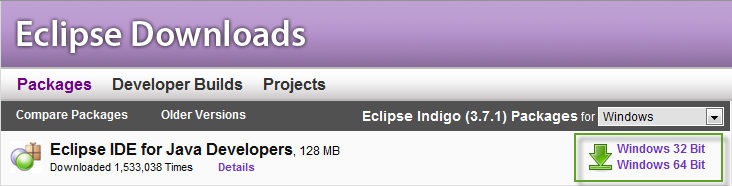 Eclipse Downloads
Packages Developer Builds Projects
Compare Packages Older Versions Eclipse Indigo (3.7.1) Packages for Windows
Eclipse IDE for Java Developers, 128 MB Windows 32 Bit
Downloaded 1,533,038 Times Details Windows 64 Bit